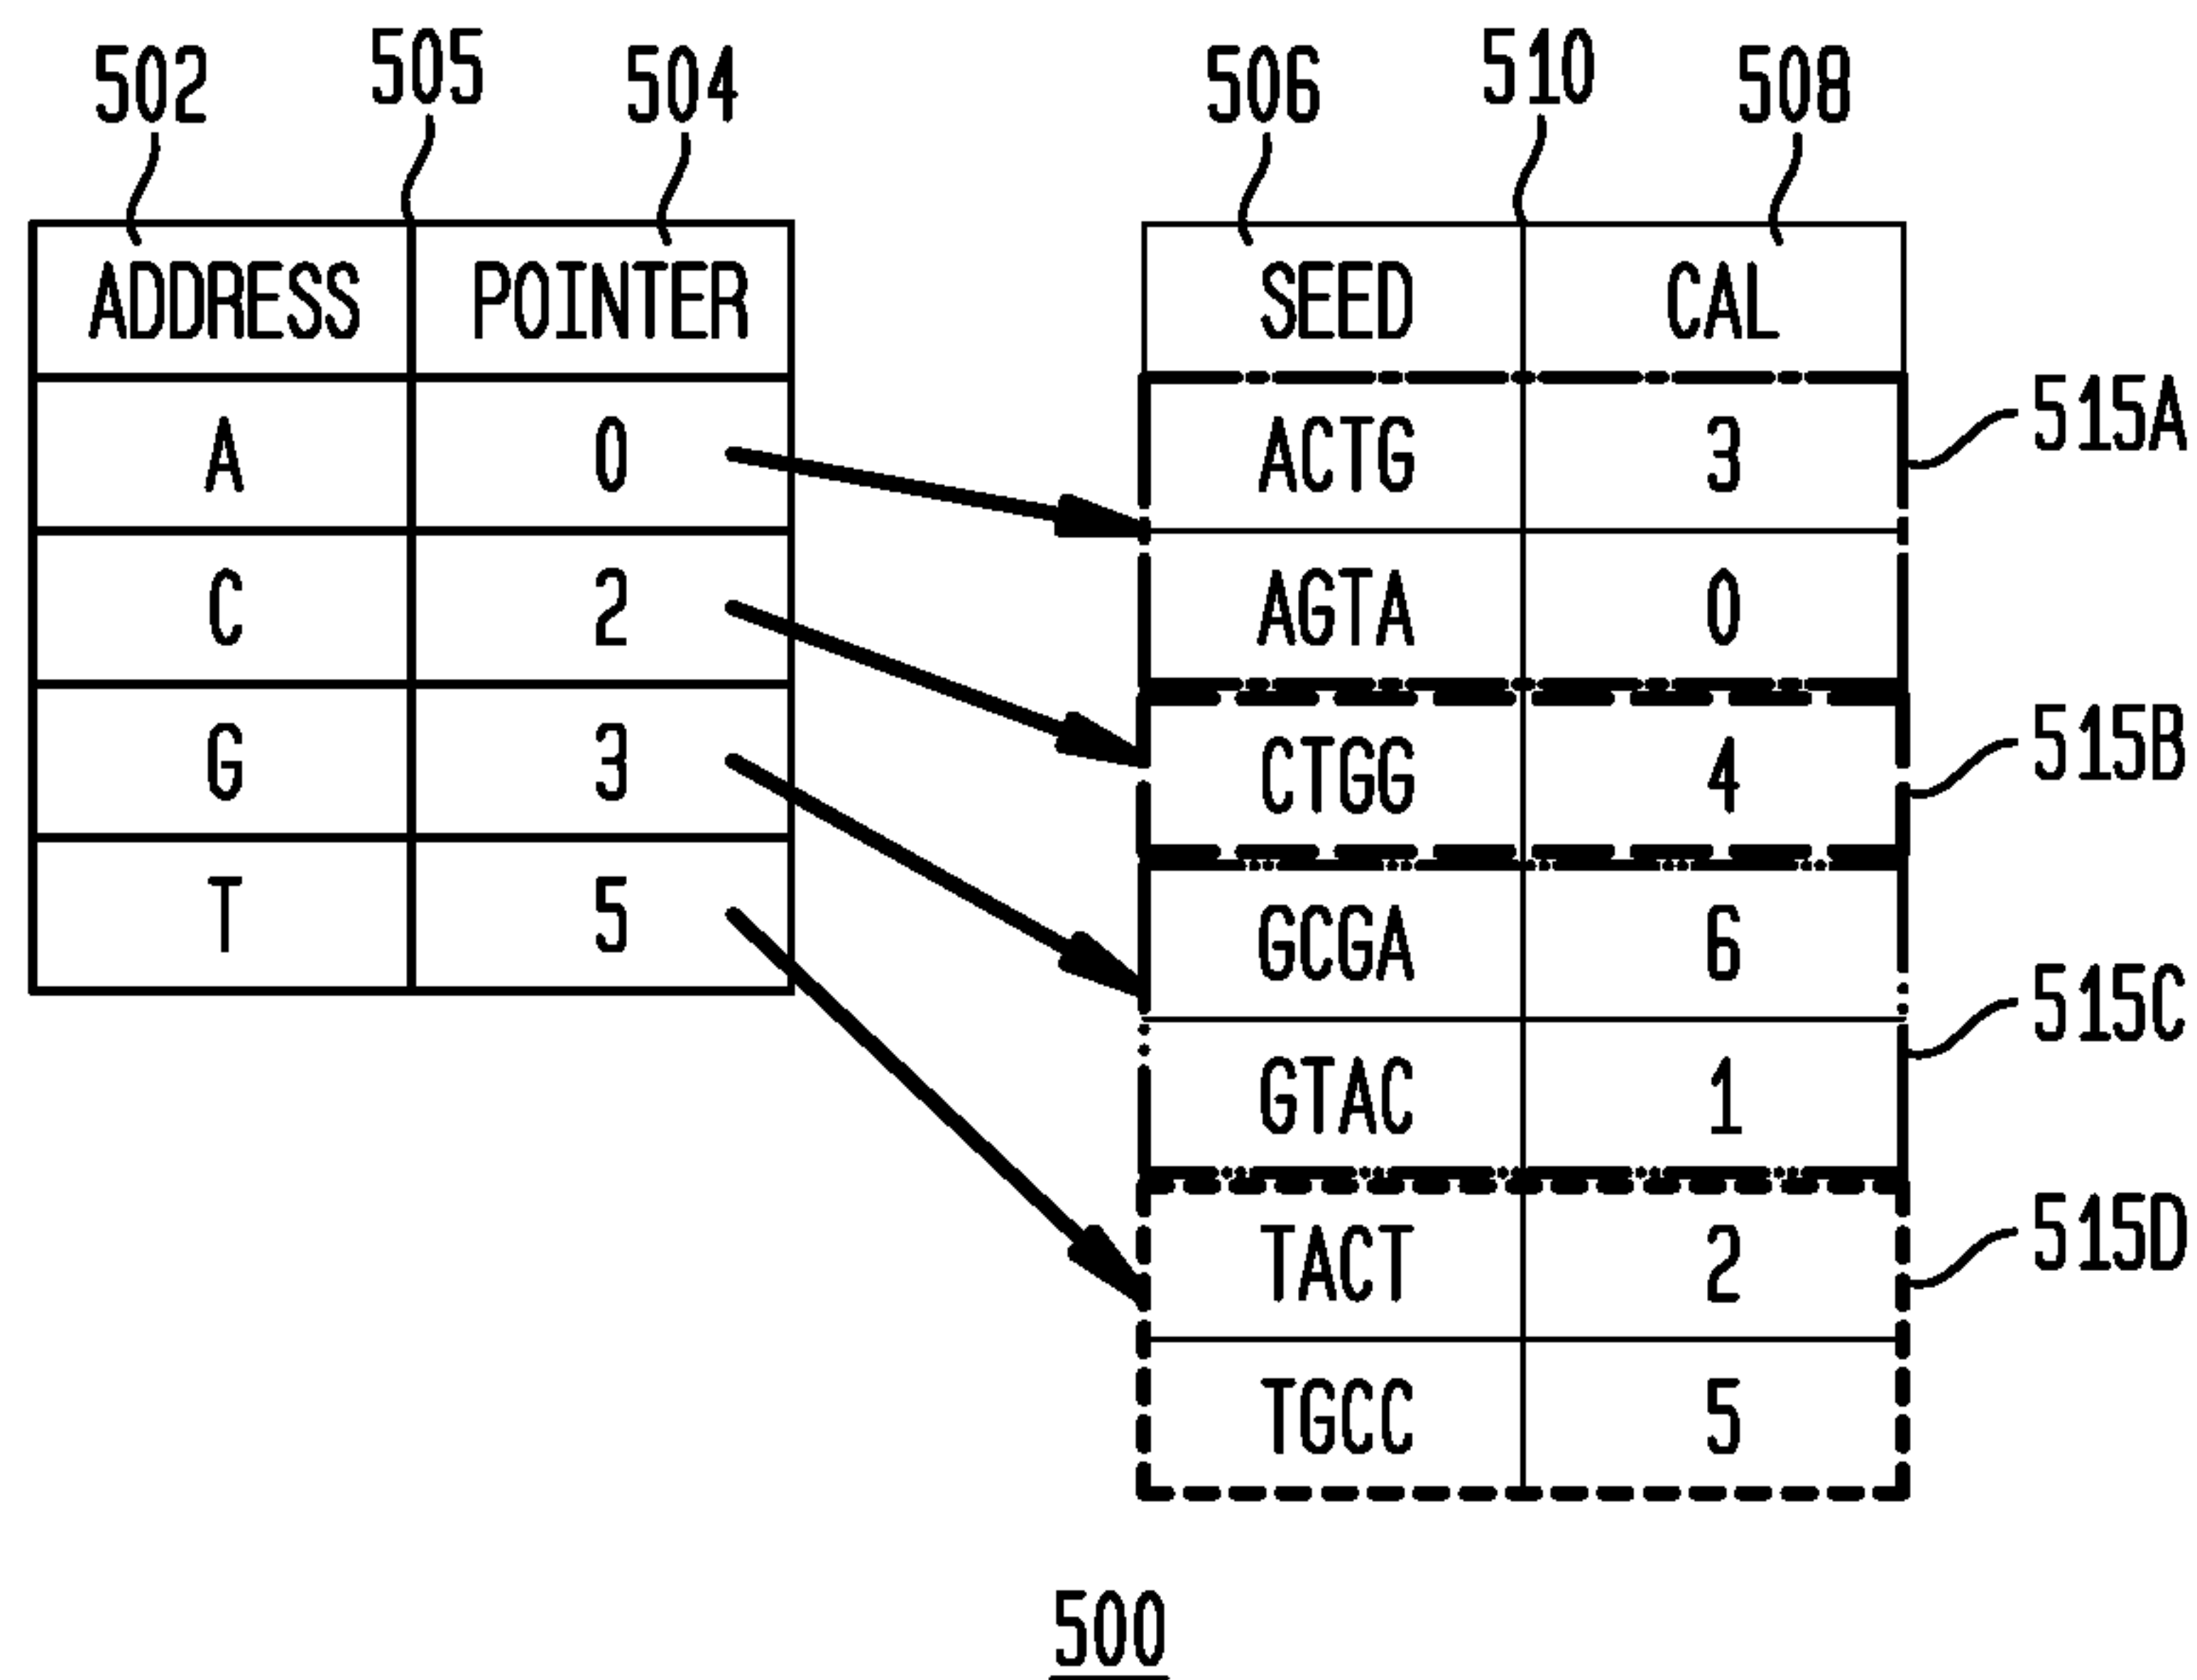 502 505 504 506 510 508
ADDRESS POINTER SEED CAL
A 0 ACTG 3 515A
C 2 AGTA 0
G 3 CTGG 4 515B
T 5 GCGA 6
GTAC 1 515C
TACT 2 515D
TGCC 5
500